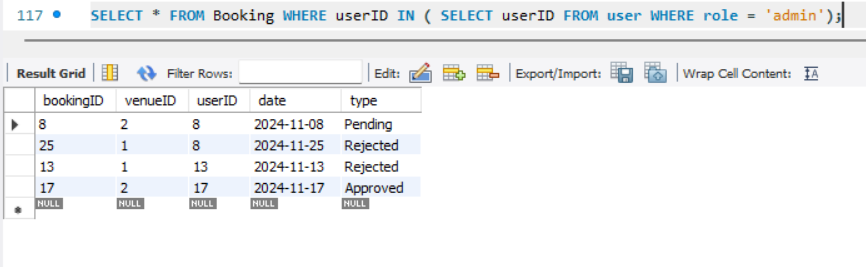 117 SELECT * FROM Booking WHERE userID IN ( SELECT userID FROM user WHERE role = 'admin');
Result Grid Filter Rows: Edit: Export/Import: Wrap Cell Content: IA
bookingID venueID userID date type
8 2 8 2024-11-08 Pending
25 1 8 2024-11-25 Rejected
13 1 13 2024-11-13 Rejected
17 2 17 2024-11-17 Approved
NULL NULL NULL NULL NULL